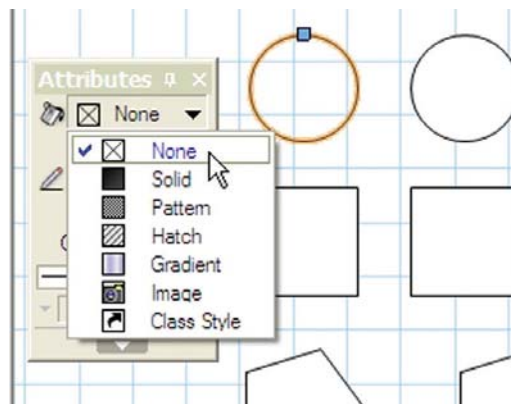 Attributes
None
None
Solid
Pattern
Hatch
Gradient
Image
Class Style